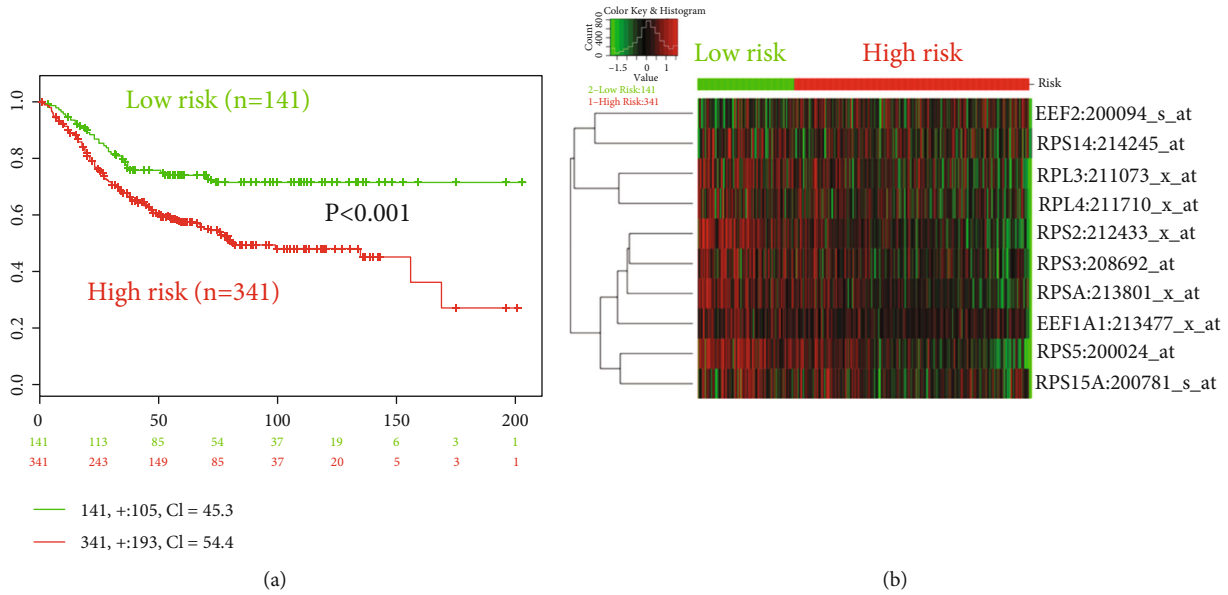 1.0
0.8
0.6
0.4
0.2
0.0
Low risk (n=141)
P<0.001
High risk (n=341)
0 50 100 150 200
141 113 85 54 37 19 6 3 1
341 243 149 85 37 20 5 3 1
141, +:105, CI = 45.3
341, +:193, CI = 54.4
(a)
Color Key & Histogram
Count
0 400 800
–1.5 0 1
Value
2–Low Risk:141
1–High Risk:341
Low risk High risk
Risk
EEF2:200094_s_at
RPS14:214245_at
RPL3:211073_x_at
RPL4:211710_x_at
RPS2:212433_x_at
RPS3:208692_at
RPSA:213801_x_at
EEF1A1:213477_x_at
RPS5:200024_at
RPS15A:200781_s_at
(b)